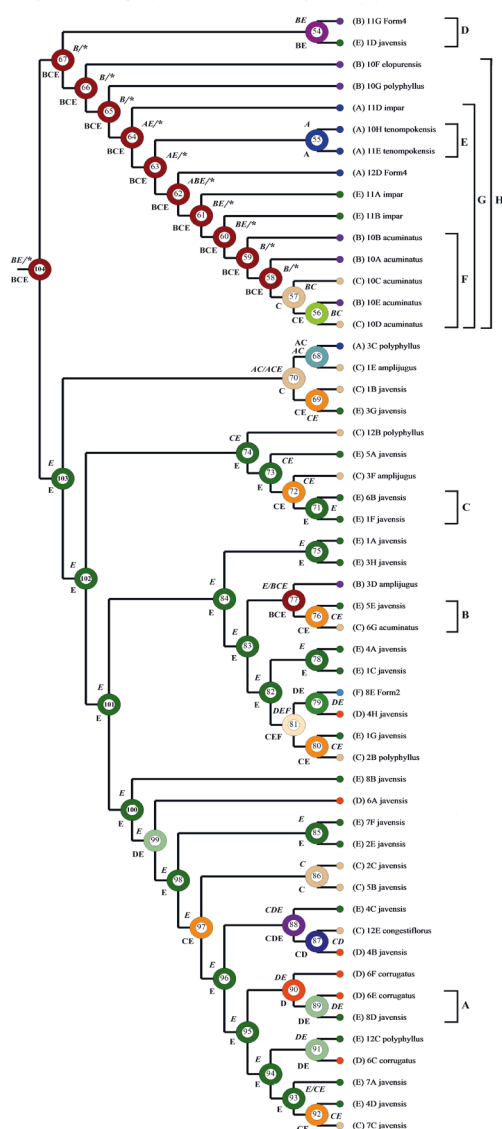 BE
(B) 11G Form4
54
BE
(E) 1D javensis
D
67
B/*
BCE
(B) 10F elopurensis
66
B/*
BCE
(B) 10G polyphyllus
65
B/*
BCE
(A) 11D impar
64
AE/*
BCE
A
(A) 10H tenompokensis
55
A
(A) 11E tenompokensis
E
63
AE/*
BCE
(A) 12D Form4
62
ABE/*
BCE
(E) 11A impar
G
H
61
BE/*
BCE
(E) 11B impar
60
BE/*
BCE
(B) 10B acuminatus
59
B/*
BCE
(B) 10A acuminatus
BE/*
104
BCE
58
B/*
BCE
(C) 10C acuminatus
F
57
BC
C
(B) 10E acuminatus
56
BC
CE
(C) 10D acuminatus
AC
(A) 3C polyphyllus
AC
68
(C) 1E amplijugus
AC/ACE
70
C
(C) 1B javensis
69
CE
CE
(E) 3G javensis
(C) 12B polyphyllus
CE
74
E
(E) 5A javensis
CE
73
E
(C) 3F amplijugus
CE
72
CE
(E) 6B javensis
71
E
E
(E) 1F javensis
C
E
103
E
(E) 1A javensis
E
75
E
(E) 3H javensis
E
102
E
E
84
E
(B) 3D amplijugus
E/BCE
77
BCE
(E) 5E javensis
76
CE
CE
(C) 6G acuminatus
B
E
83
E
(E) 4A javensis
E
78
E
(E) 1C javensis
E
82
E
(F) 8E Form2
DE
79
DE
(D) 4H javensis
DEF
81
CEF
(E) 1G javensis
80
CE
CE
(C) 2B polyphyllus
E
101
E
(E) 8B javensis
E
100
E
(D) 6A javensis
E
99
DE
(E) 7F javensis
E
85
E
(E) 2E javensis
E
98
E
(C) 2C javensis
C
86
C
(C) 5B javensis
E
97
CE
(E) 4C javensis
CDE
88
CDE
(C) 12E congestiflorus
87
CD
CD
(D) 4B javensis
E
96
E
(D) 6F corrugatus
DE
90
D
(D) 6E corrugatus
89
DE
DE
(E) 8D javensis
A
E
95
E
(E) 12C polyphyllus
DE
91
DE
(D) 6C corrugatus
E
94
E
(E) 7A javensis
E/CE
93
E
(E) 4D javensis
92
CE
CE
(C) 7C javensis